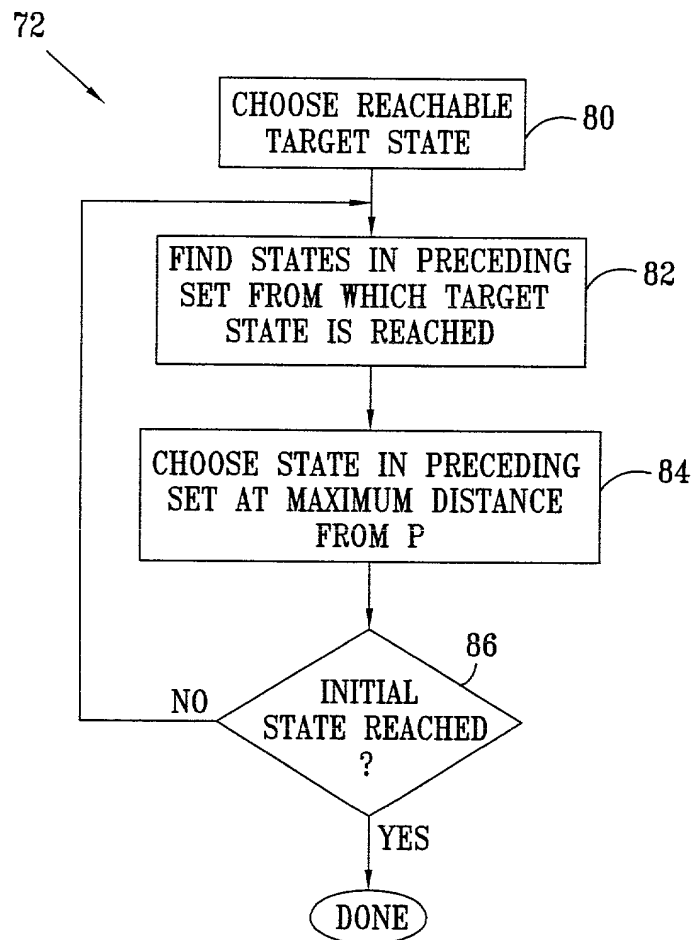 72
CHOOSE REACHABLE
TARGET STATE
80
FIND STATES IN PRECEDING
SET FROM WHICH TARGET
STATE IS REACHED
82
CHOOSE STATE IN PRECEDING
SET AT MAXIMUM DISTANCE
FROM P
84
86
INITIAL
STATE REACHED
?
NO
YES
DONE